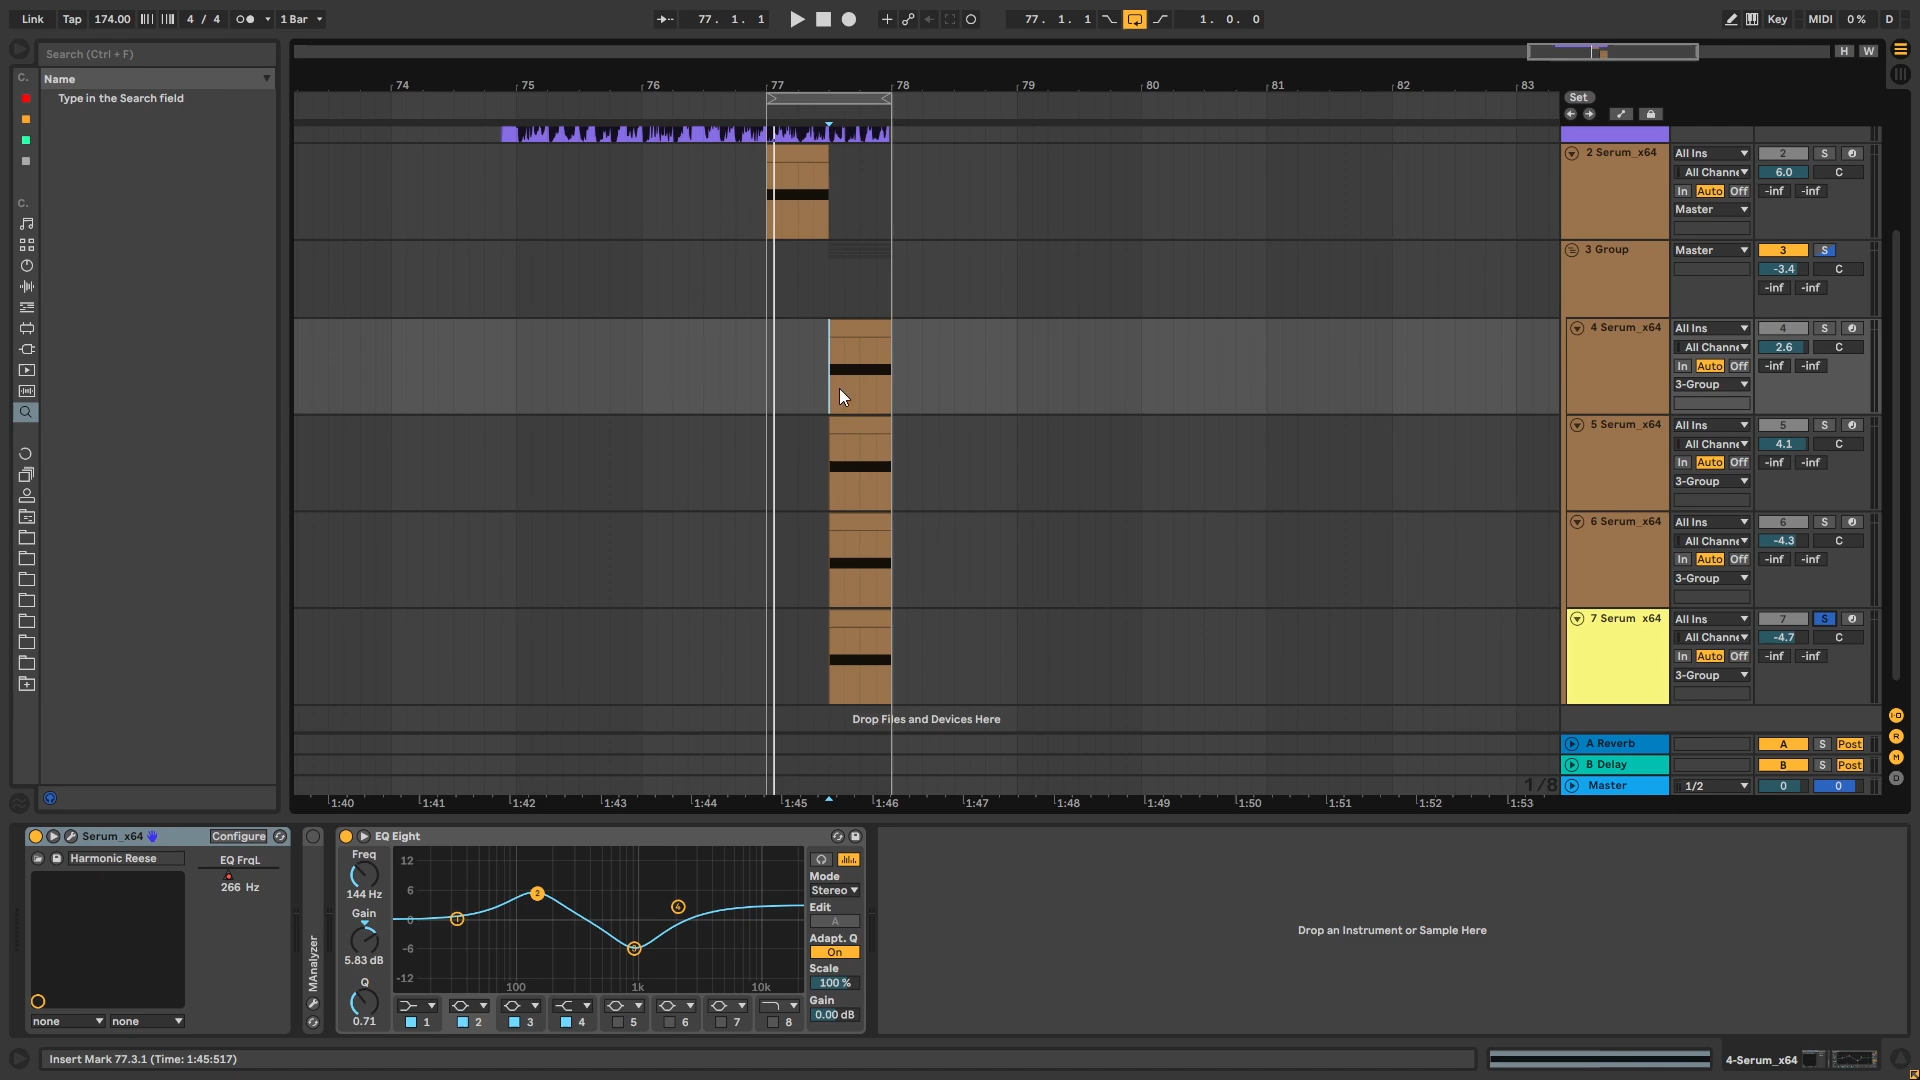 Link Tap 174.00 4 / 4 1 Bar 77. 1. 1 77. 1. 1 1. 0. 0 Key MIDI 0 % D
Search (Ctrl + F)
H W
C. Name
Type in the Search field
74 75 76 77 78 79 80 81 82 83
Set
2 Serum_x64 All Ins 2 S
All Channe 6.0 C
In Auto Off -inf -inf
Master
3 Group Master 3 S
-3.4 C
-inf -inf
4 Serum_x64 All Ins 4 S
All Channe 2.6 C
In Auto Off -inf -inf
3-Group
5 Serum_x64 All Ins 5 S
All Channe 4.1 C
In Auto Off -inf -inf
3-Group
6 Serum_x64 All Ins 6 S
All Channe -4.3 C
In Auto Off -inf -inf
3-Group
7 Serum x64 All Ins 7 S
All Channe -4.7 C
In Auto Off -inf -inf
3-Group
C.
Drop Files and Devices Here
A Reverb A S Post
B Delay B S Post
1/8 Master 1/2 0 0
1:40 1:41 1:42 1:43 1:44 1:45 1:46 1:47 1:48 1:49 1:50 1:51 1:52 1:53
Serum_x64 Configure
Harmonic Reese
EQ FrqL
266 Hz
none none
MAnalyzer
EQ Eight
Freq
144 Hz
Gain
5.83 dB
Q
0.71
12
6
0
-6
-12
100 1k 10k
1 2 3 4
1 2 3 4 5 6 7 8
Mode
Stereo
Edit
A
Adapt. Q
On
Scale
100 %
Gain
0.00 dB
Drop an Instrument or Sample Here
Insert Mark 77.3.1 (Time: 1:45:517)
4-Serum_x64